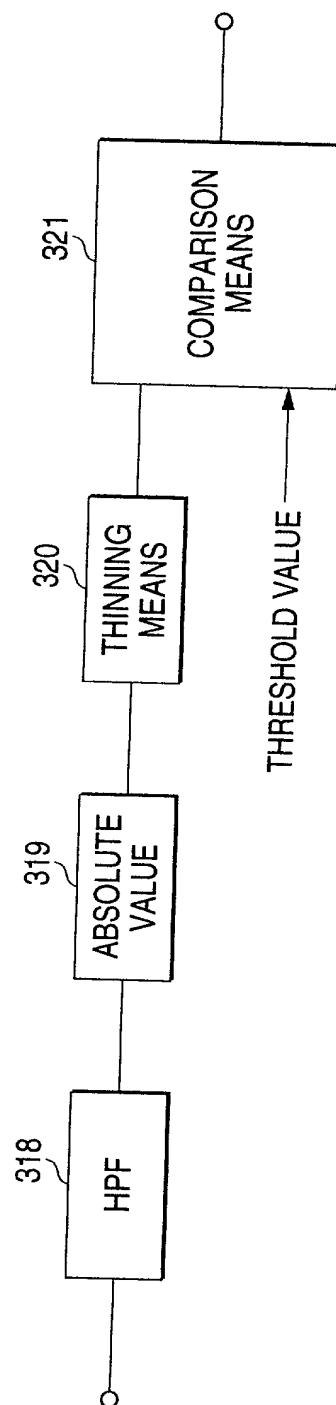 318
HPF
319
ABSOLUTE
VALUE
320
THINNING
MEANS
321
COMPARISON
MEANS
THRESHOLD VALUE